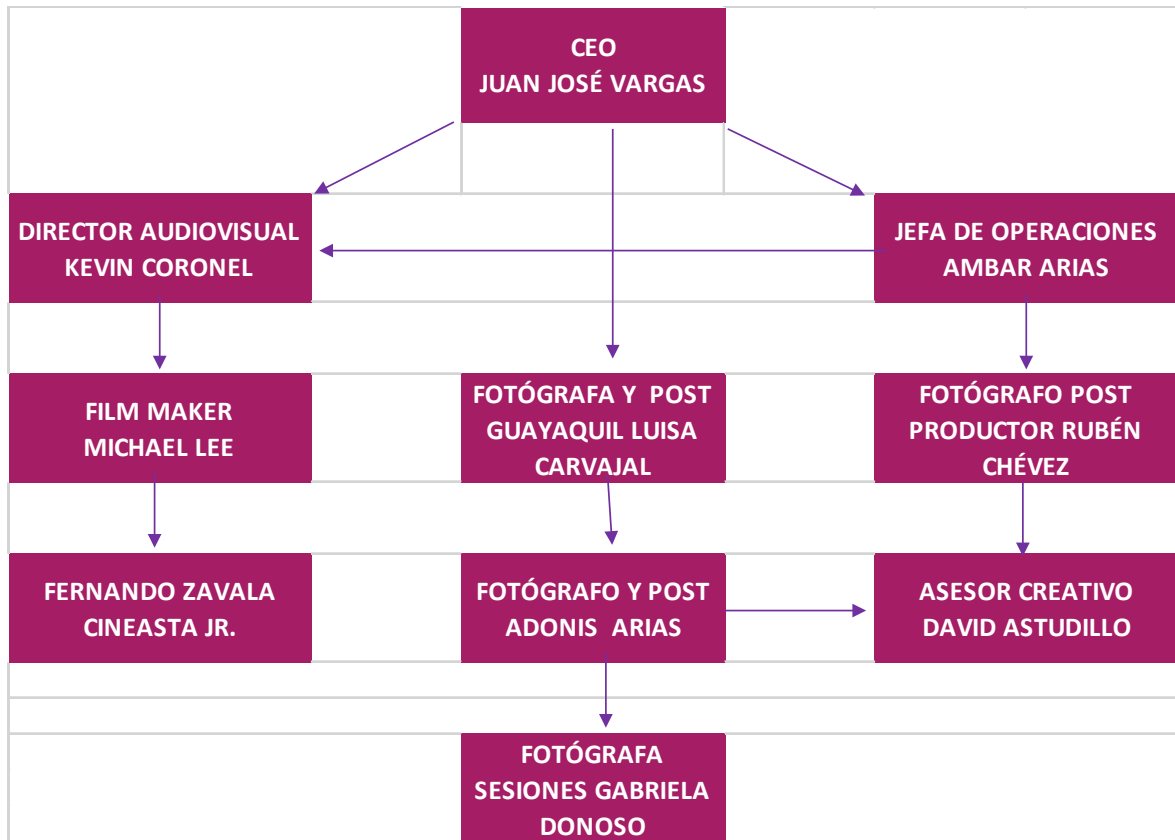 CEO
JUAN JOSÉ VARGAS
DIRECTOR AUDIOVISUAL
KEVIN CORONEL
JEFA DE OPERACIONES
AMBAR ARIAS
FILM MAKER
MICHAEL LEE
FOTÓGRAFA Y POST
GUAYAQUIL LUISA
CARVAJAL
FOTÓGRAFO POST
PRODUCTOR RUBÉN
CHÉVEZ
FERNANDO ZAVALA
CINEASTA JR.
FOTÓGRAFO Y POST
ADONIS ARIAS
ASESOR CREATIVO
DAVID ASTUDILLO
FOTÓGRAFA
SESIONES GABRIELA
DONOSO